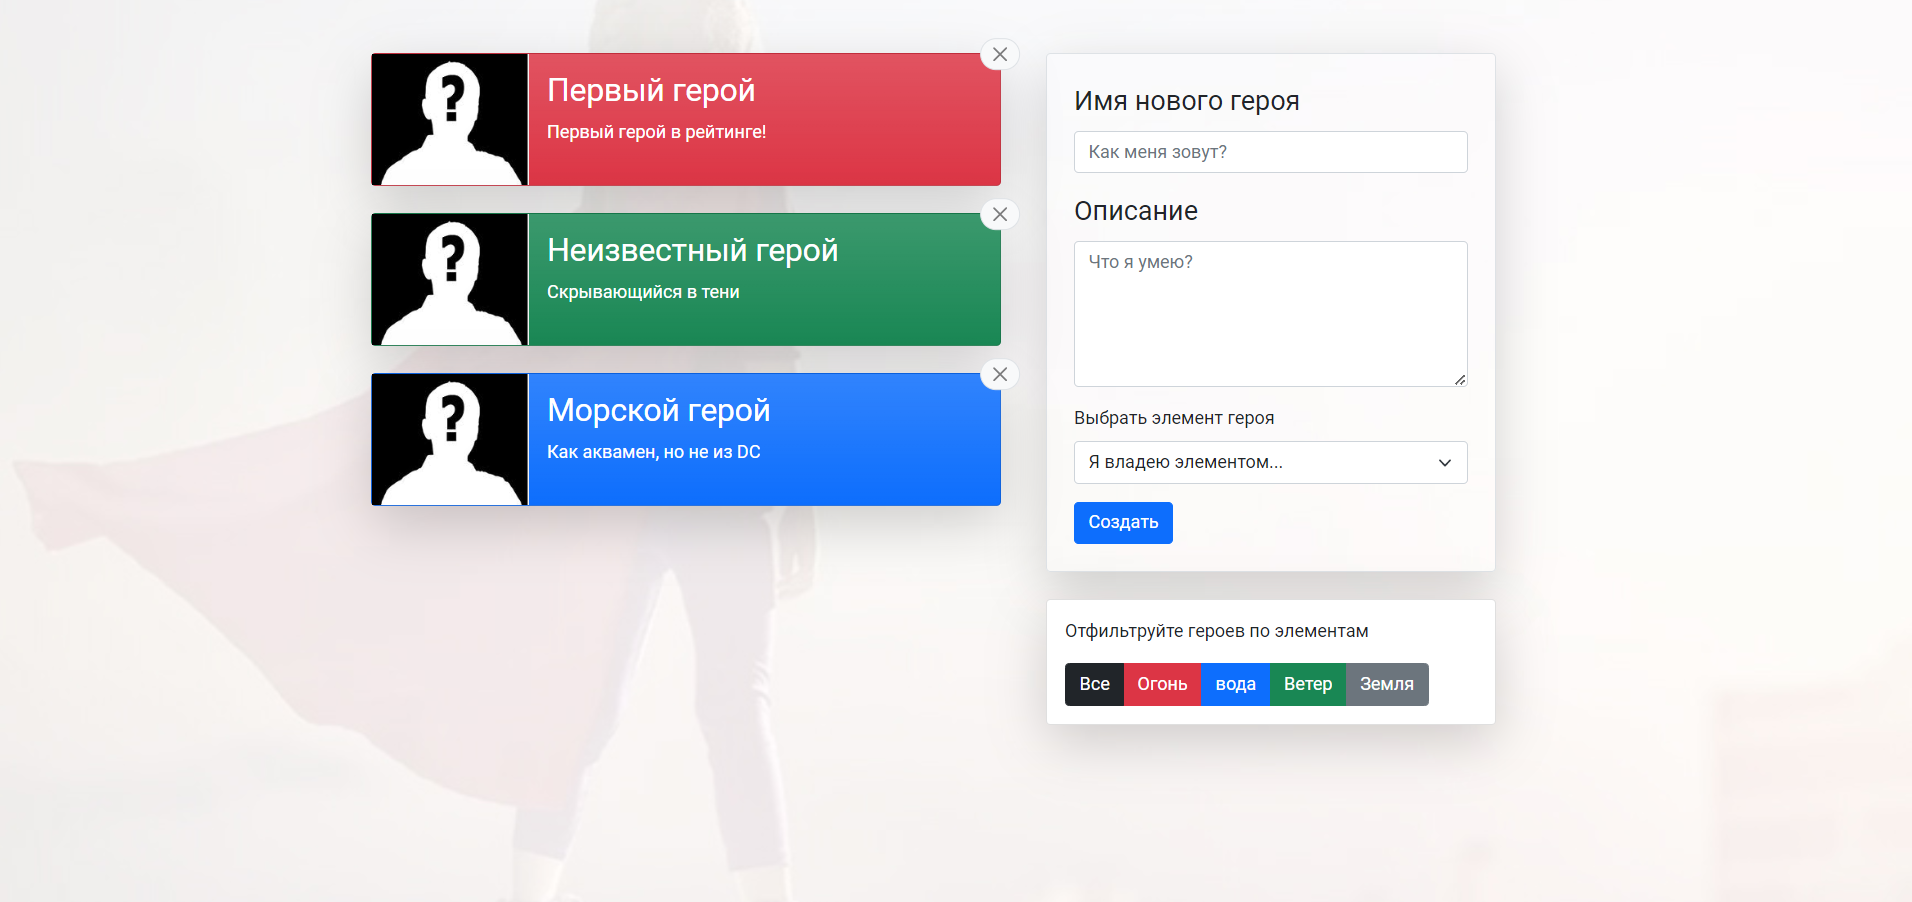 Первый герой
Первый герой в рейтинге!
Неизвестный герой
Скрывающийся в тени
Морской герой
Как аквамен, но не из DC
Имя нового героя
Как меня зовут?
Описание
Что я умею?
Выбрать элемент героя
Я владею элементом...
Создать
Отфильтруйте героев по элементам
Все Огонь вода Ветер Земля